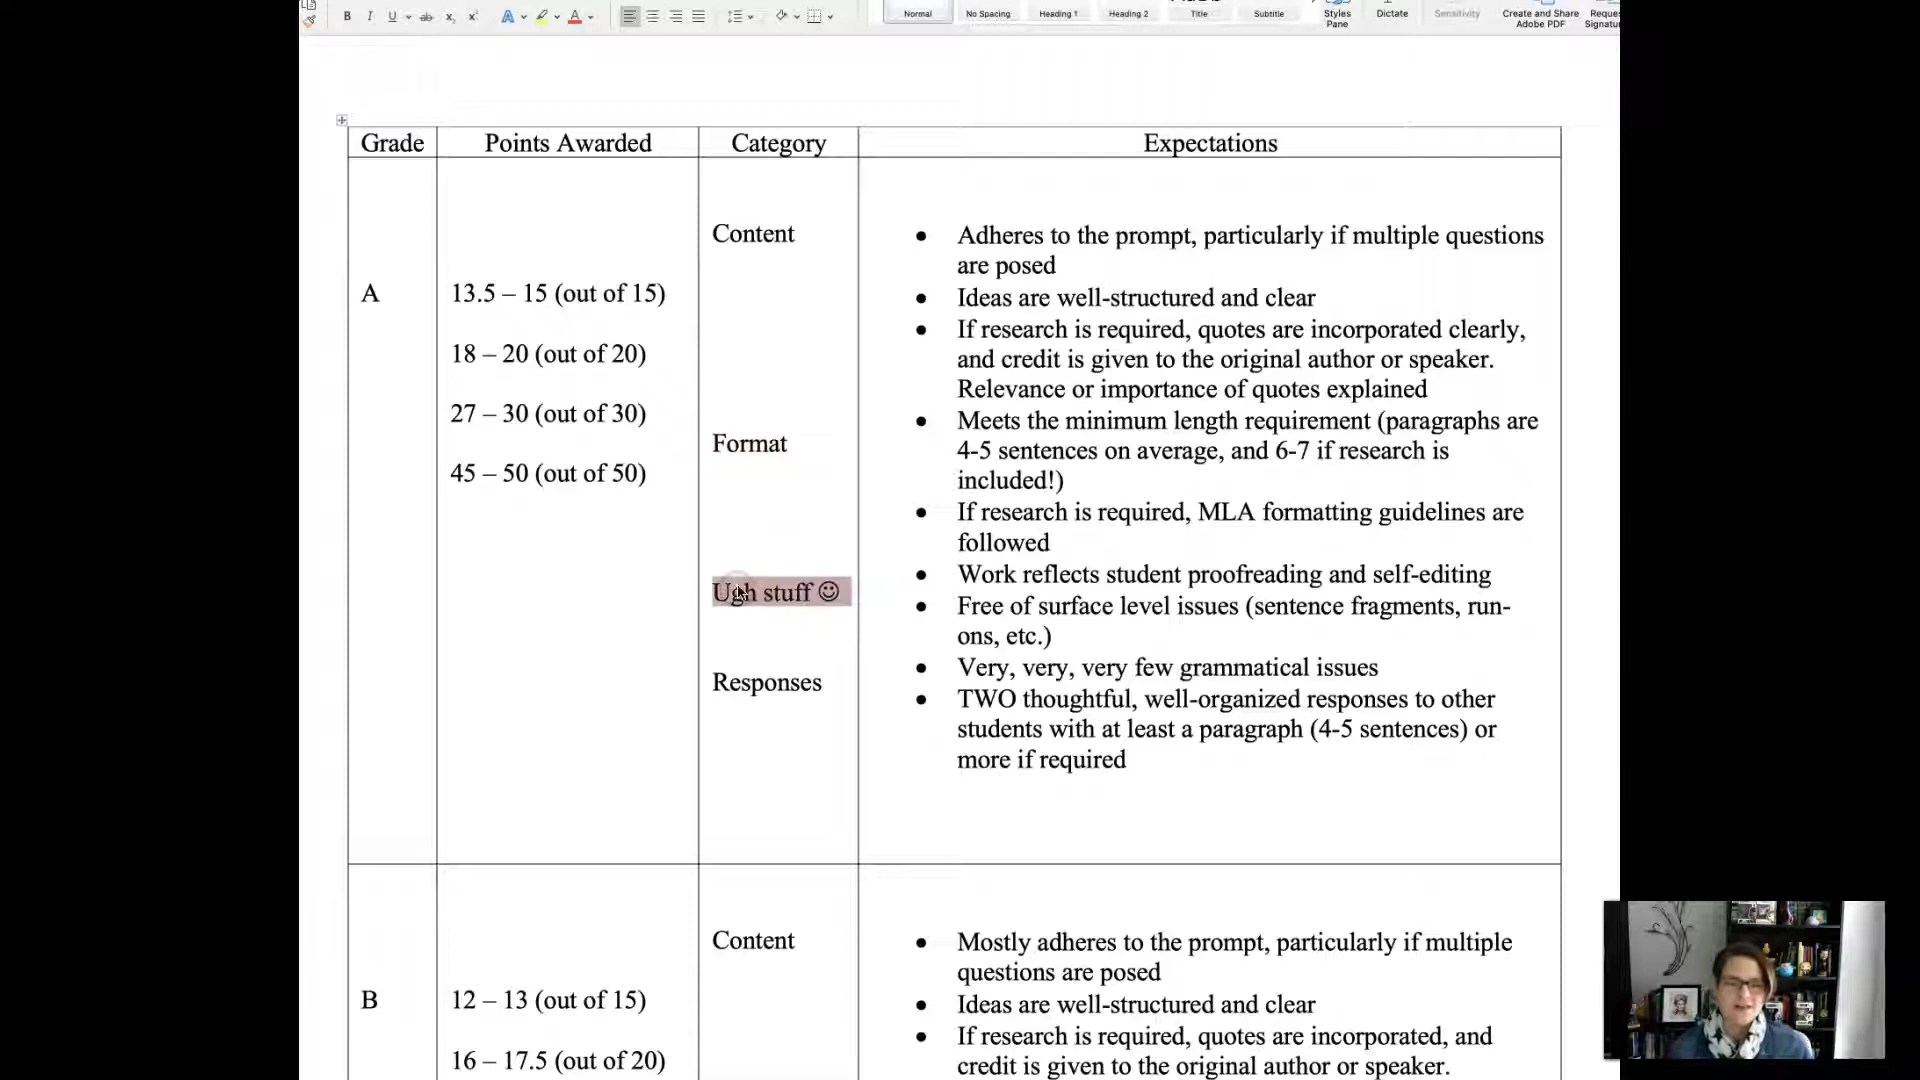 Normal
No Spacing
Heading 1
Heading 2
Title
Subtitle
Styles
Pane
Dictate
Sensitivity
Create and Share
Adobe PDF
Grade
Points Awarded
Category
Expectations
A
13.5 – 15 (out of 15)
18 – 20 (out of 20)
27 – 30 (out of 30)
45 – 50 (out of 50)
Content
Format
Ugh stuff ☺
Responses
• Adheres to the prompt, particularly if multiple questions
are posed
• Ideas are well-structured and clear
• If research is required, quotes are incorporated clearly,
and credit is given to the original author or speaker.
Relevance or importance of quotes explained
• Meets the minimum length requirement (paragraphs are
4-5 sentences on average, and 6-7 if research is
included!)
• If research is required, MLA formatting guidelines are
followed
• Work reflects student proofreading and self-editing
• Free of surface level issues (sentence fragments, run-
ons, etc.)
• Very, very, very few grammatical issues
• TWO thoughtful, well-organized responses to other
students with at least a paragraph (4-5 sentences) or
more if required
B
12 – 13 (out of 15)
16 – 17.5 (out of 20)
Content
• Mostly adheres to the prompt, particularly if multiple
questions are posed
• Ideas are well-structured and clear
• If research is required, quotes are incorporated, and
credit is given to the original author or speaker.